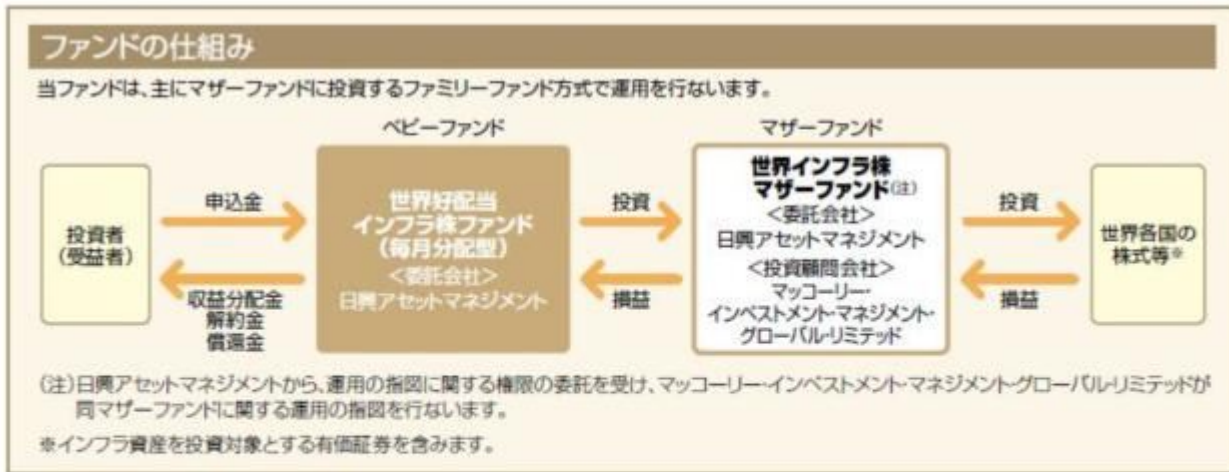 ファンドの仕組み
当ファンドは、主にマザーファンドに投資するファミリーファンド方式で運用を行ないます。
ベビーファンド
マザーファンド
投資者
(受益者)
申込金
収益分配金
解約金
償還金
世界好配当
インフラ株ファンド
(毎月分配型)
<委託会社>
日興アセットマネジメント
投資
損益
世界インフラ株
マザーファンド(注)
<委託会社>
日興アセットマネジメント
<投資顧問会社>
マッコーリー・
インベストメント・マネジメント・
グローバル・リミテッド
投資
損益
世界各国の
株式等※
(注)日興アセットマネジメントから、運用の指図に関する権限の委託を受け、マッコーリー・インベストメント・マネジメント・グローバル・リミテッドが
同マザーファンドに関する運用の指図を行ないます。
※インフラ資産を投資対象とする有価証券を含みます。